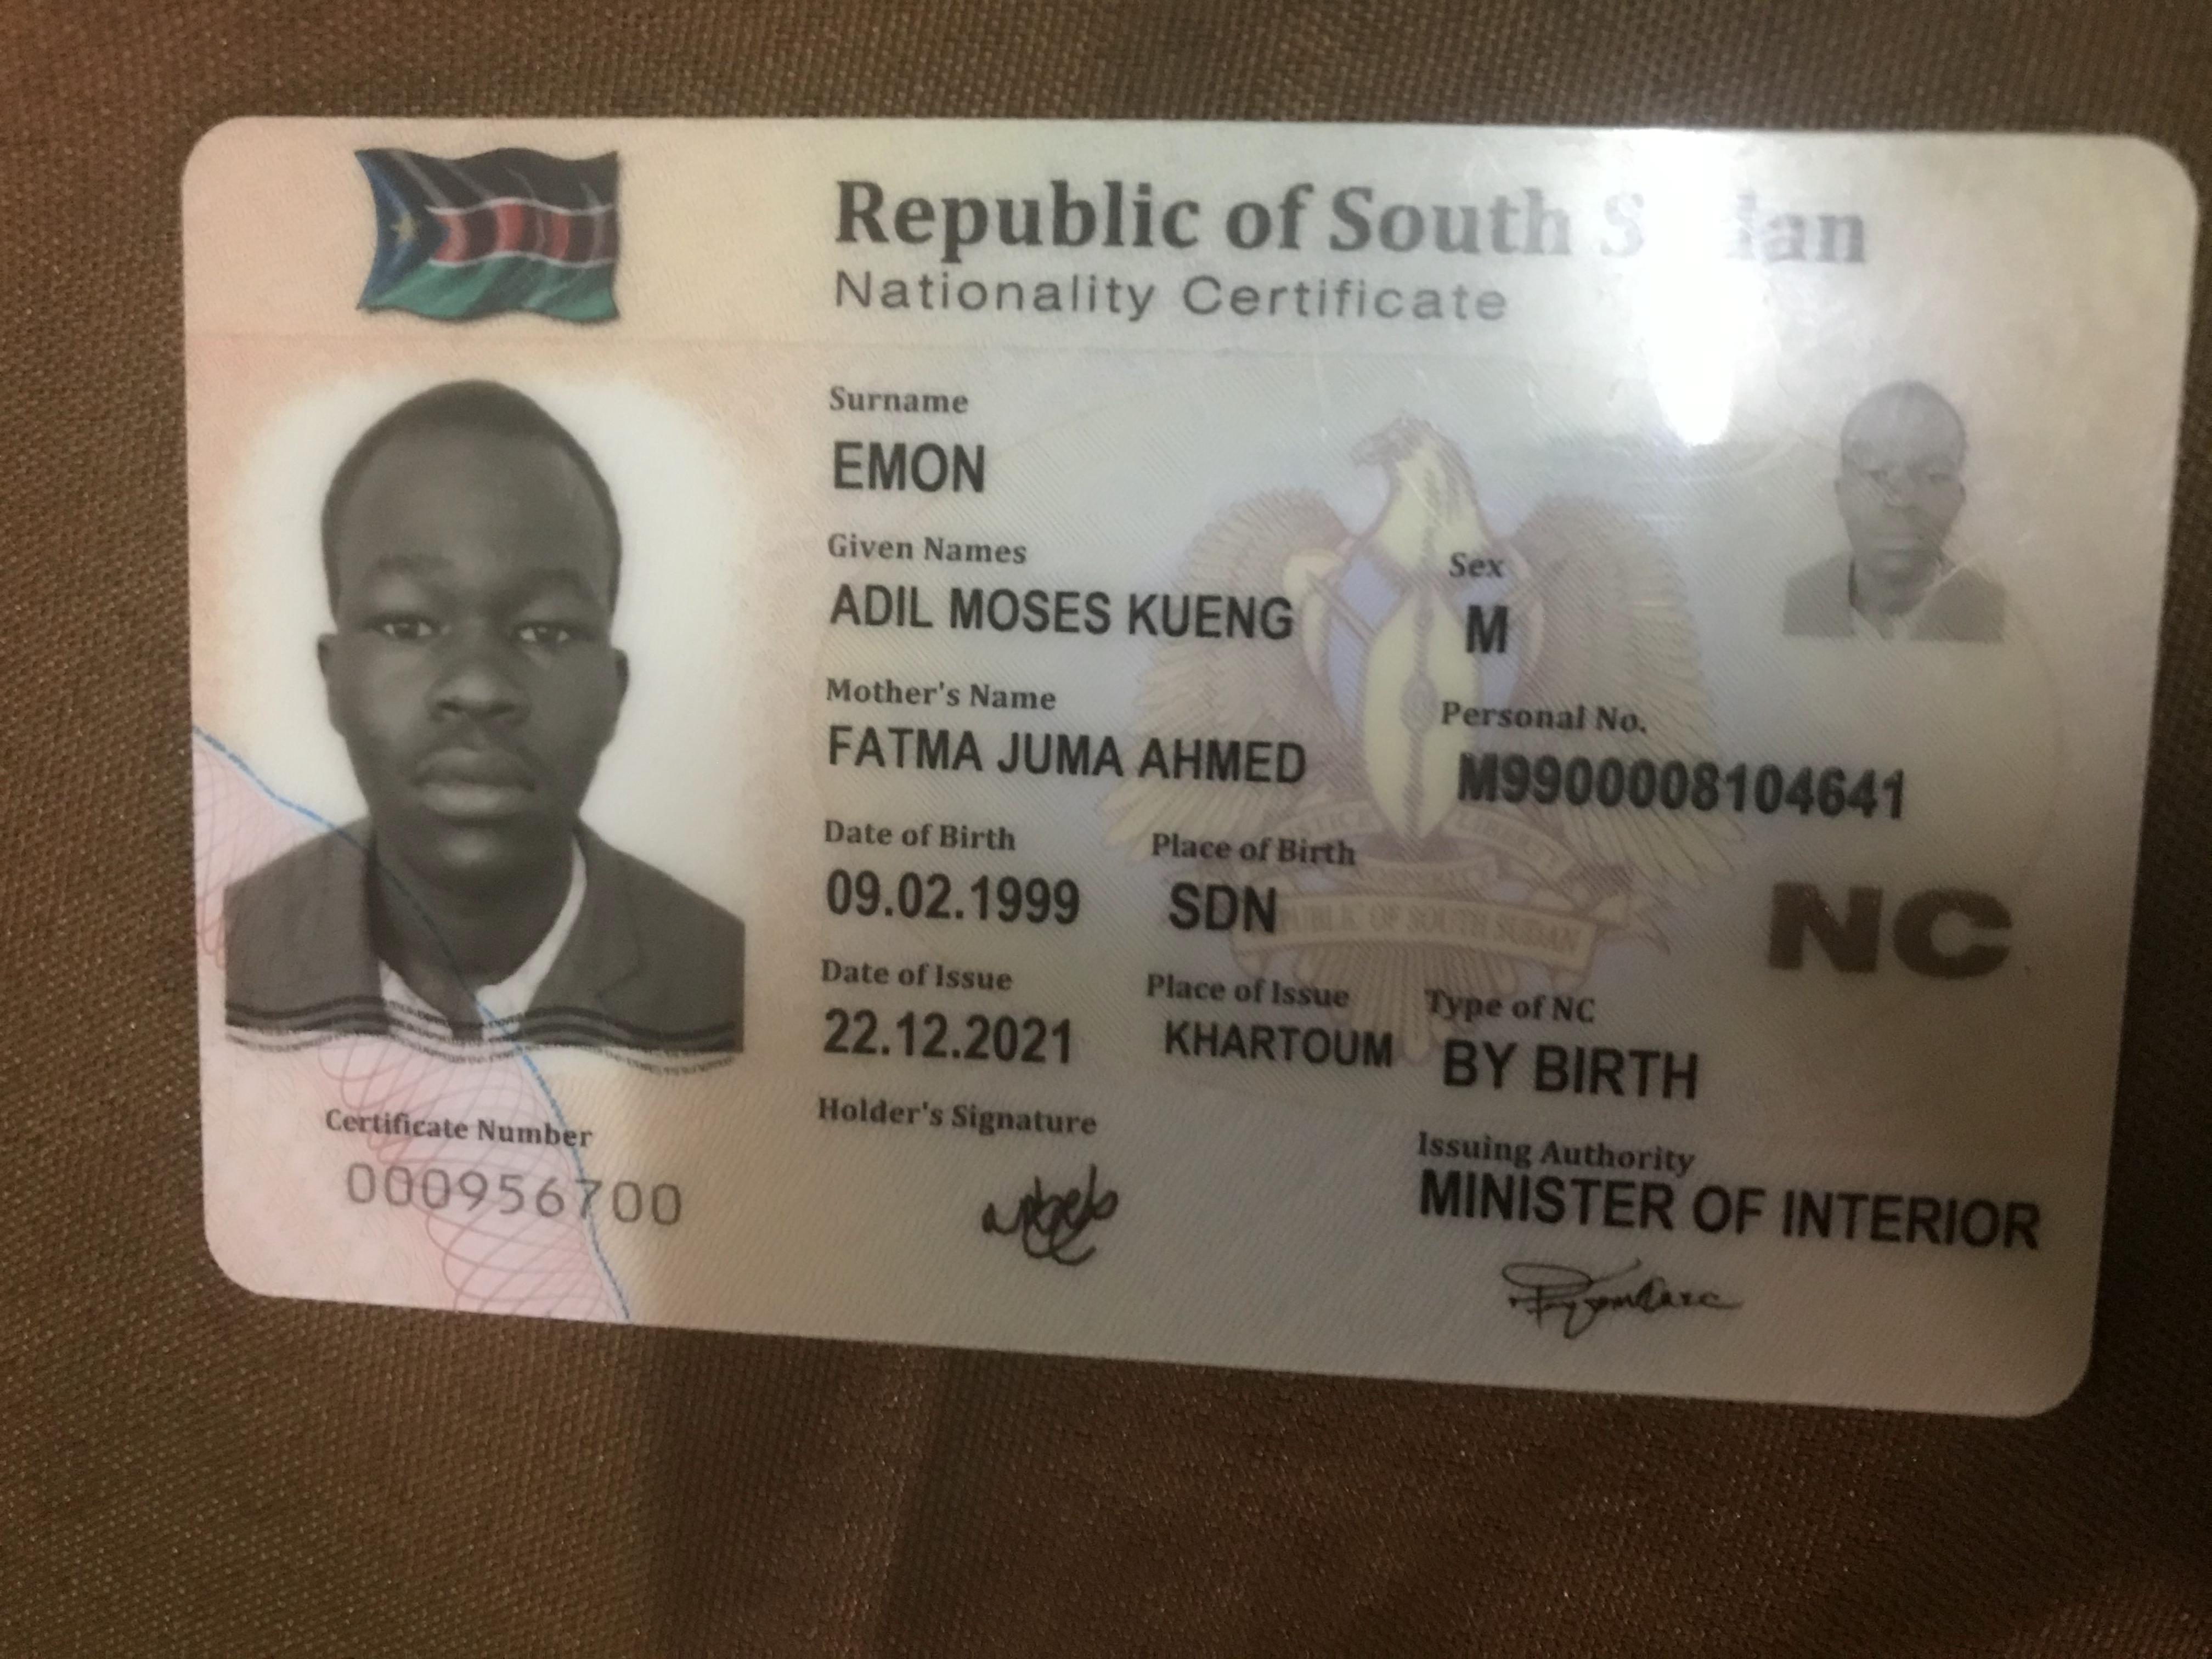 Republic of South Sudan
Nationality Certificate
Surname
EMON
Given Names
Sex
ADIL MOSES KUENG
M
Mother's Name
Personal No.
FATMA JUMA AHMED
M9900008104641
Date of Birth
Place of Birth
09.02.1999
SDN
NC
Date of Issue
Place of Issue
Type of NC
22.12.2021
KHARTOUM
BY BIRTH
Certificate Number
000956700
Holder's Signature
Issuing Authority
MINISTER OF INTERIOR